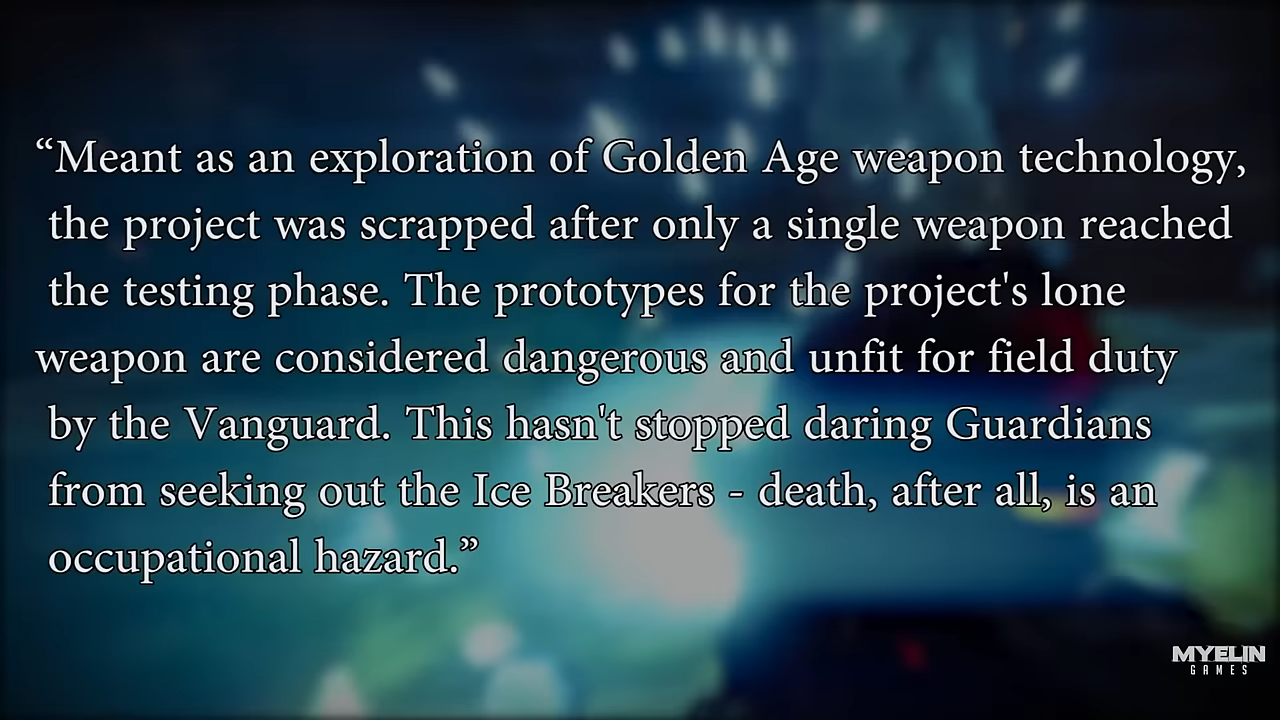 “Meant as an exploration of Golden Age weapon technology,
the project was scrapped after only a single weapon reached
the testing phase. The prototypes for the project's lone
weapon are considered dangerous and unfit for field duty
by the Vanguard. This hasn't stopped daring Guardians
from seeking out the Ice Breakers - death, after all, is an
occupational hazard.”
MYELIN
GAMES